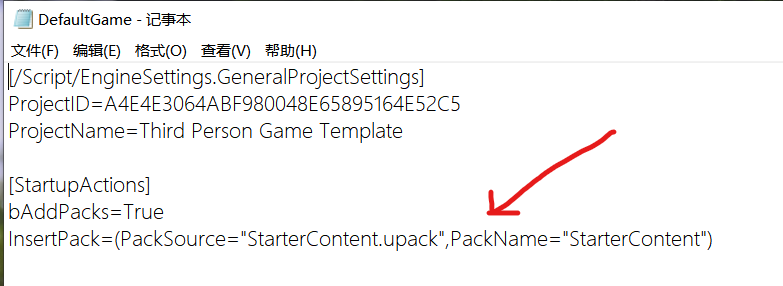 DefaultGame - 记事本
文件(F) 编辑(E) 格式(O) 查看(V) 帮助(H)
[/Script/EngineSettings.GeneralProjectSettings]
ProjectID=A4E4E3064ABF980048E65895164E52C5
ProjectName=Third Person Game Template
[StartupActions]
bAddPacks=True
InsertPack=(PackSource="StarterContent.upack",PackName="StarterContent")